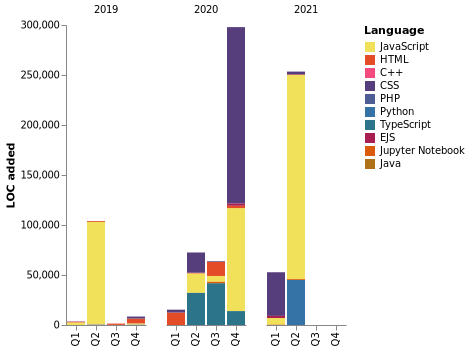 2019 2020 2021
300,000
250,000
200,000
150,000
100,000
50,000
0
LOC added
Q1 Q2 Q3 Q4 Q1 Q2 Q3 Q4 Q1 Q2 Q3 Q4
Language
JavaScript
HTML
C++
CSS
PHP
Python
TypeScript
EJS
Jupyter Notebook
Java